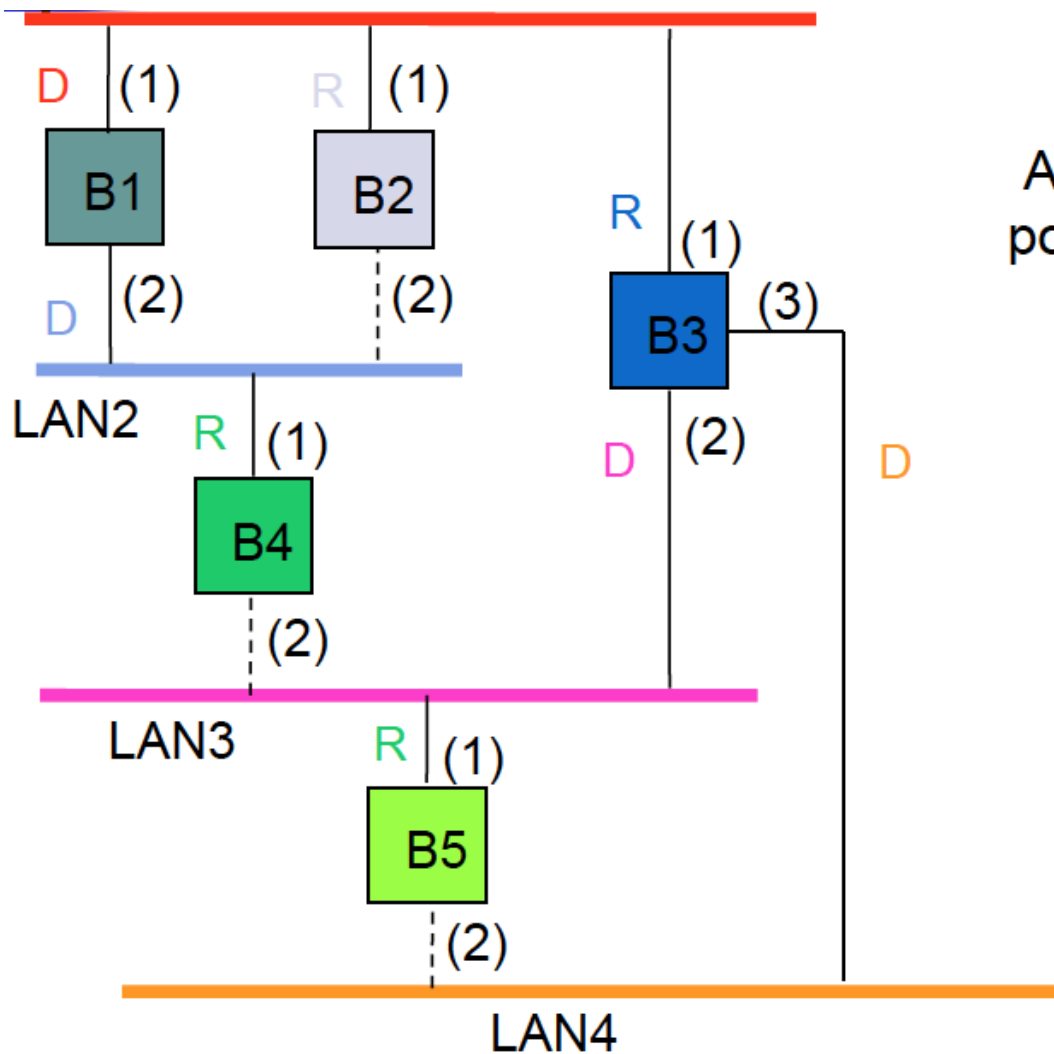 D (1) R (1)
B1 B2 A
R (1) po
D (2) (2) (3)
B3
LAN2 R (1) D (2) D
B4
(2)
LAN3 R (1)
B5
(2)
LAN4